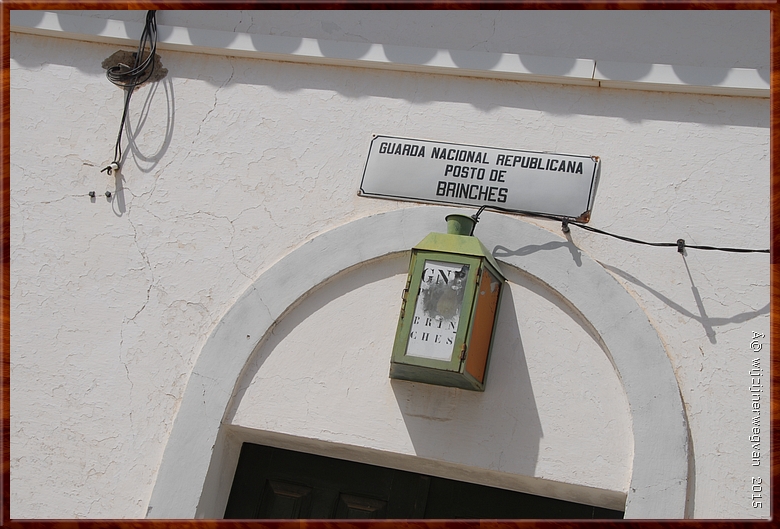 GUARDA NACIONAL REPUBLICANA
POSTO DE
BRINCHES
GNR
BRIN
CHES
© wijzijnerwegvan 2015